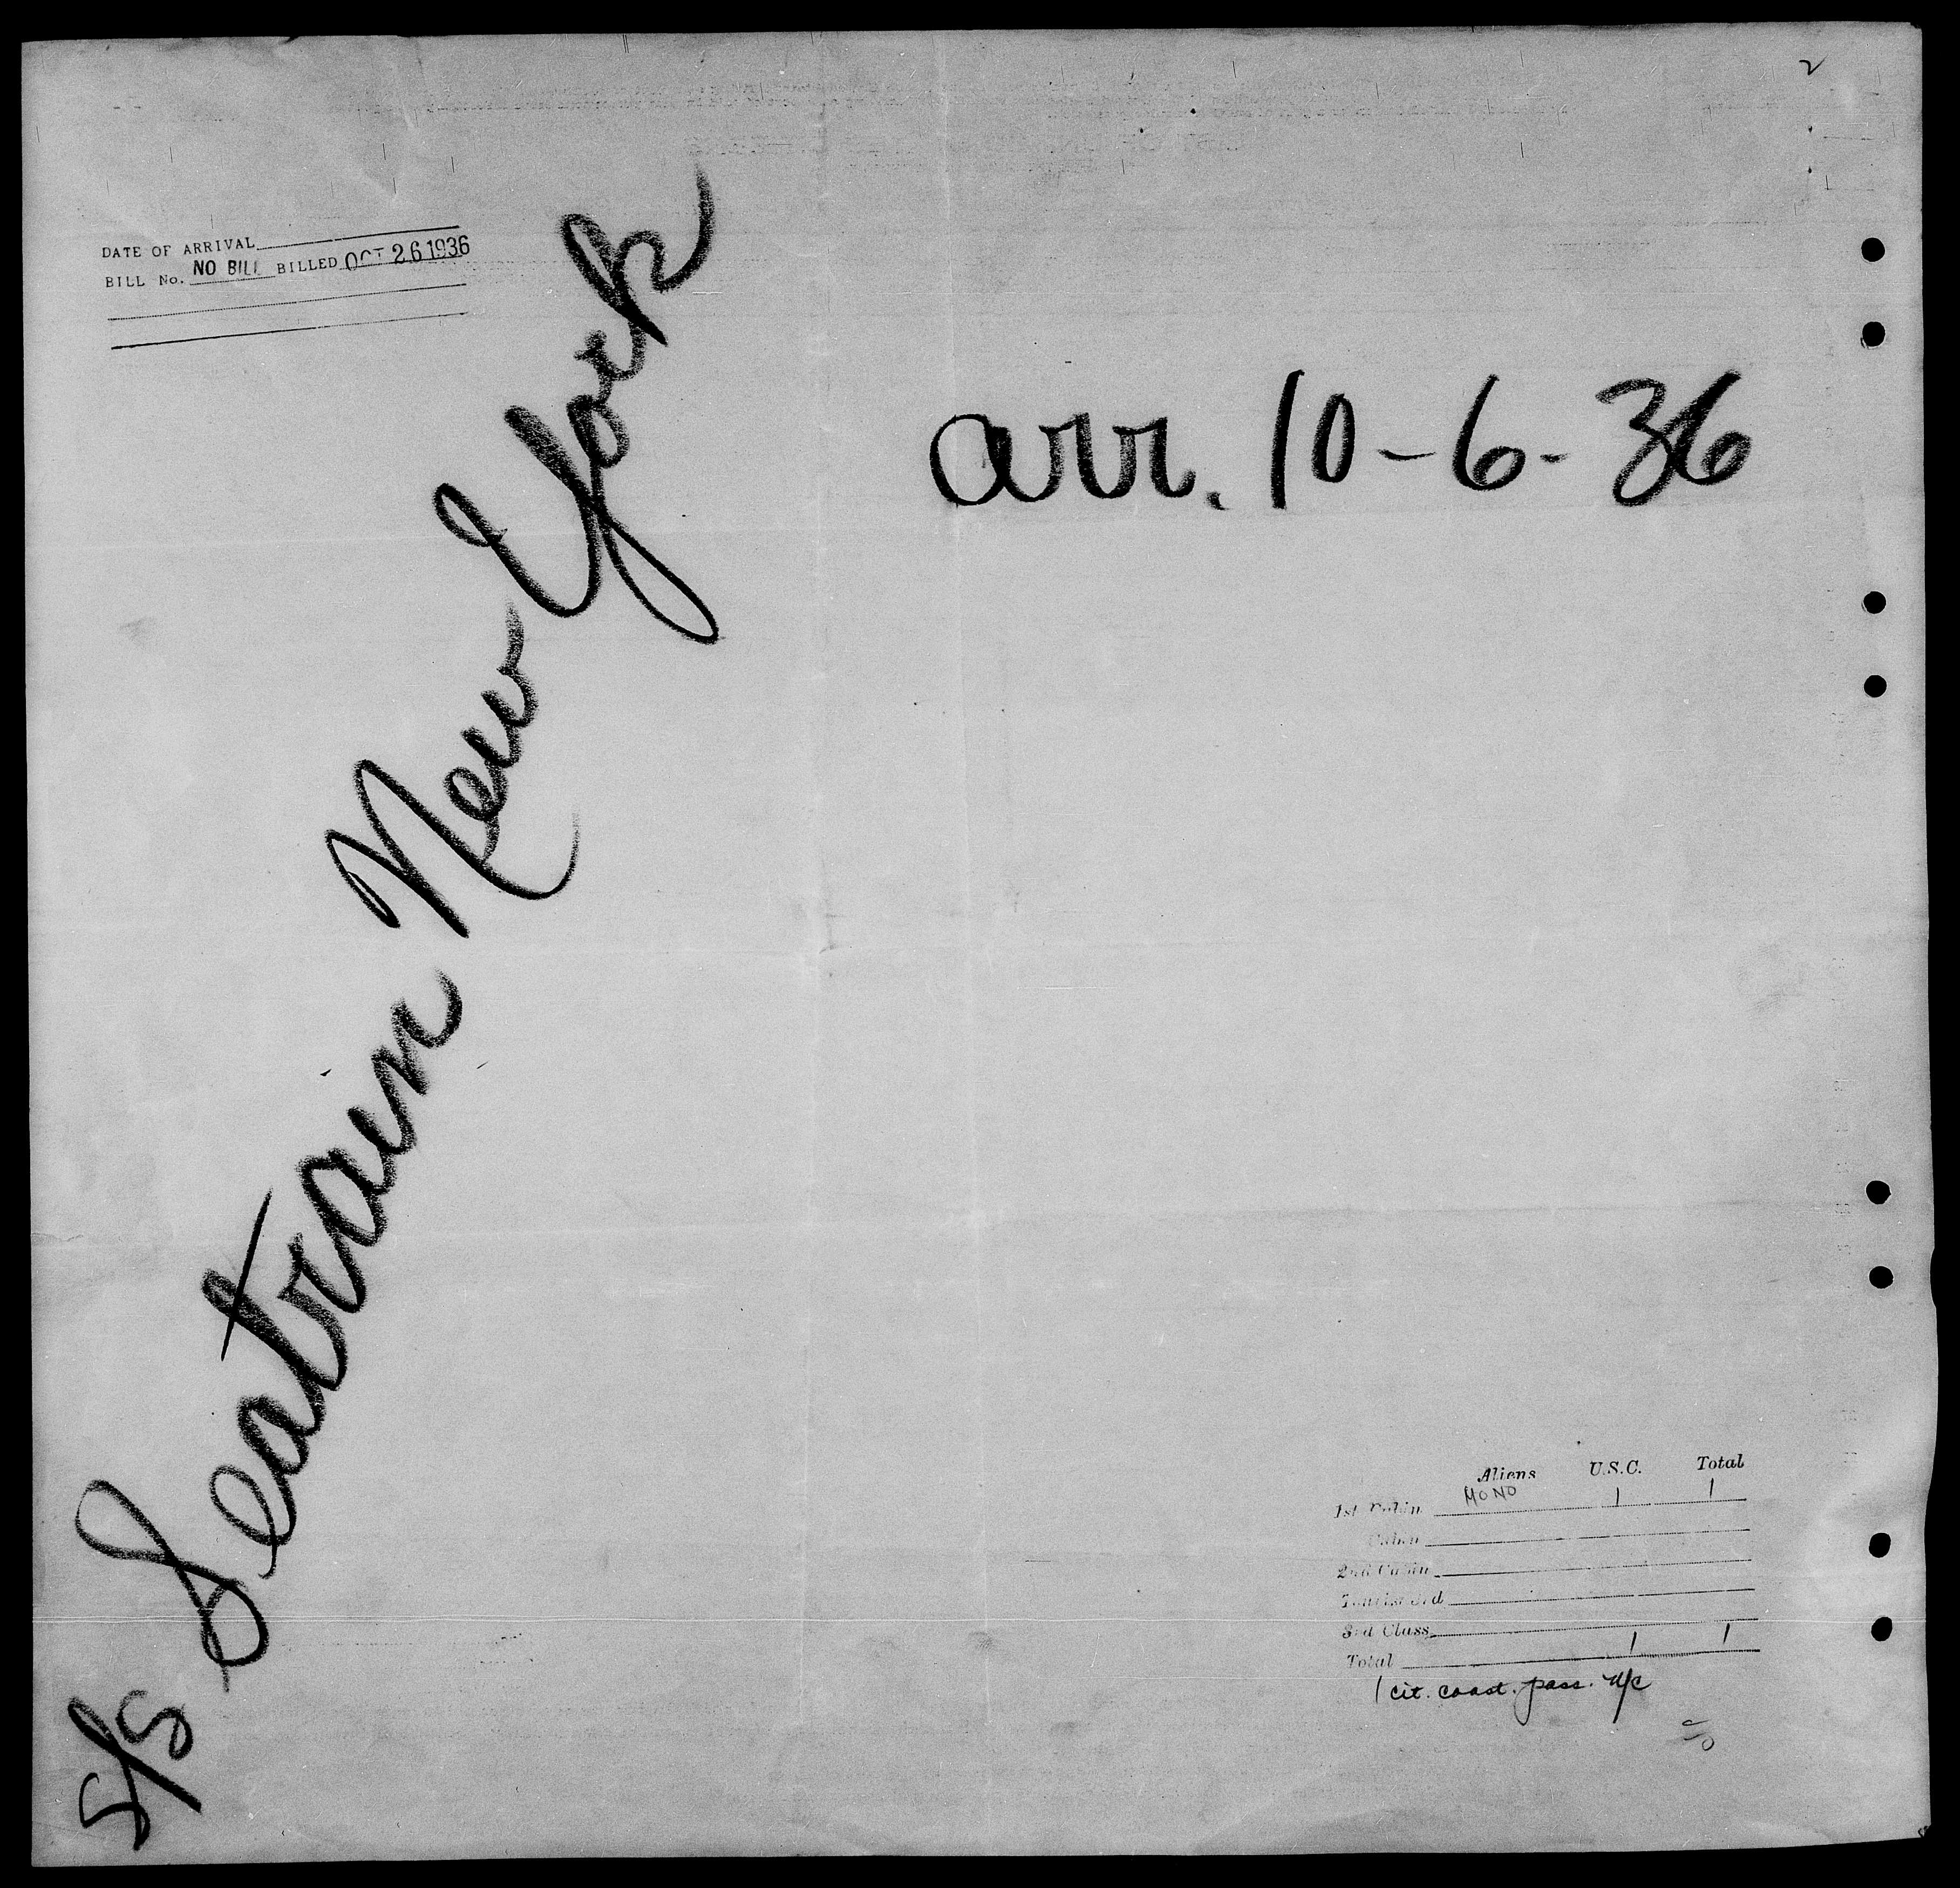 2
DATE OF ARRIVAL
BILL No. NO BILL BILLED OCT 26 1936
S/S Seatrain New York
arr. 10-6-36
Aliens U.S.C. Total
1st Cabin NONO 1 1
Cabin
2nd Cabin
Tourist 3rd
3rd Class
Total 1 1
1 cit. coast. pass. n/c